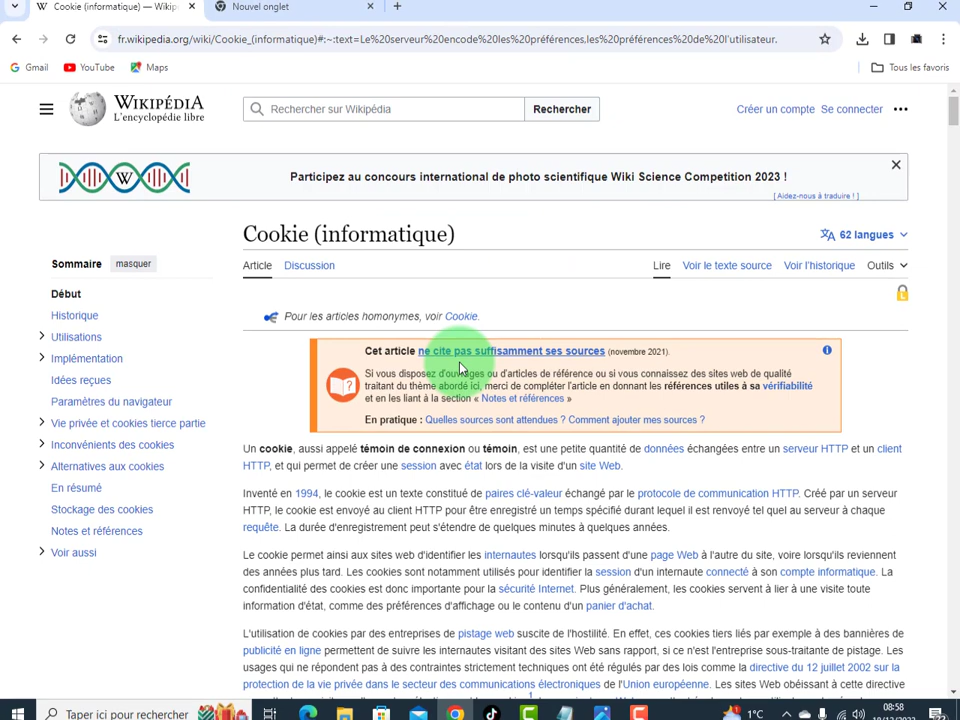 Cookie (informatique) — Wikip
Nouvel onglet
fr.wikipedia.org/wiki/Cookie_(informatique)#:~:text=Le%20serveur%20encode%20les%20préférences,les%20préférences%20de%20l'utilisateur.
Gmail
YouTube
Maps
Tous les favoris
WIKIPÉDIA
L'encyclopédie libre
Rechercher sur Wikipédia
Rechercher
Créer un compte Se connecter
Participez au concours international de photo scientifique Wiki Science Competition 2023 !
[ Aidez-nous à traduire ! ]
Cookie (informatique)
62 langues
Sommaire masquer
Article Discussion
Lire Voir le texte source Voir l'historique Outils
Début
Historique
Utilisations
Implémentation
Idées reçues
Paramètres du navigateur
Vie privée et cookies tierce partie
Inconvénients des cookies
Alternatives aux cookies
En résumé
Stockage des cookies
Notes et références
Voir aussi
Pour les articles homonymes, voir Cookie.
Cet article ne cite pas suffisamment ses sources (novembre 2021).
Si vous disposez d'ouvrages ou d'articles de référence ou si vous connaissez des sites web de qualité
traitant du thème abordé ici, merci de compléter l'article en donnant les références utiles à sa vérifiabilité
et en les liant à la section « Notes et références »
En pratique : Quelles sources sont attendues ? Comment ajouter mes sources ?
Un cookie, aussi appelé témoin de connexion ou témoin, est une petite quantité de données échangées entre un serveur HTTP et un client
HTTP, et qui permet de créer une session avec état lors de la visite d'un site Web.
Inventé en 1994, le cookie est un texte constitué de paires clé-valeur échangé par le protocole de communication HTTP. Créé par un serveur
HTTP, le cookie est envoyé au client HTTP pour être enregistré un temps spécifié durant lequel il est renvoyé tel quel au serveur à chaque
requête. La durée d'enregistrement peut s'étendre de quelques minutes à quelques années.
Le cookie permet ainsi aux sites web d'identifier les internautes lorsqu'ils passent d'une page Web à l'autre du site, voire lorsqu'ils reviennent
des années plus tard. Les cookies sont notamment utilisés pour identifier la session d'un internaute connecté à son compte informatique. La
confidentialité des cookies est donc importante pour la sécurité Internet. Plus généralement, les cookies servent à lier à une visite toute
information d'état, comme des préférences d'affichage ou le contenu d'un panier d'achat.
L'utilisation de cookies par des entreprises de pistage web suscite de l'hostilité. En effet, ces cookies tiers liés par exemple à des bannières de
publicité en ligne permettent de suivre les internautes visitant des sites Web sans rapport, si ce n'est l'entreprise sous-traitante de pistage. Les
usages qui ne répondent pas à des contraintes strictement techniques ont été régulés par des lois comme la directive du 12 juillet 2002 sur la
protection de la vie privée dans le secteur des communications électroniques de l'Union européenne. Les sites Web obéissant à cette directive
Taper ici pour rechercher
1°C
08:58